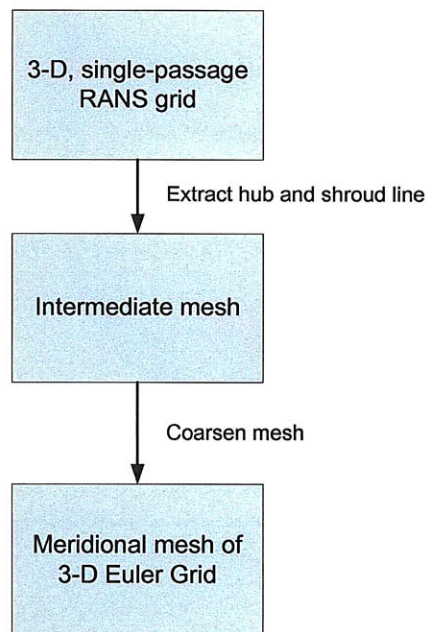 3-D, single-passage
RANS grid
Extract hub and shroud line
Intermediate mesh
Coarsen mesh
Meridional mesh of
3-D Euler Grid